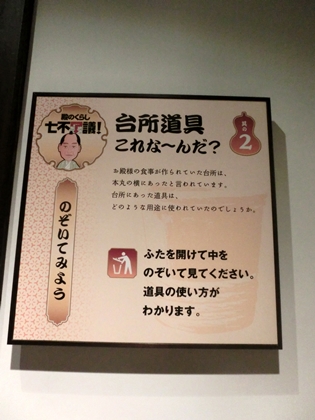 殿のくらし
七不思議!
台所道具
これな〜んだ?
其の
2
お殿様の食事が作られていた台所は、
本丸の横にあったと言われています。
台所にあった道具は、
どのような用途に使われていたのでしょうか。
のぞいてみよう
ふたを開けて中を
のぞいて見てください。
道具の使い方が
わかります。